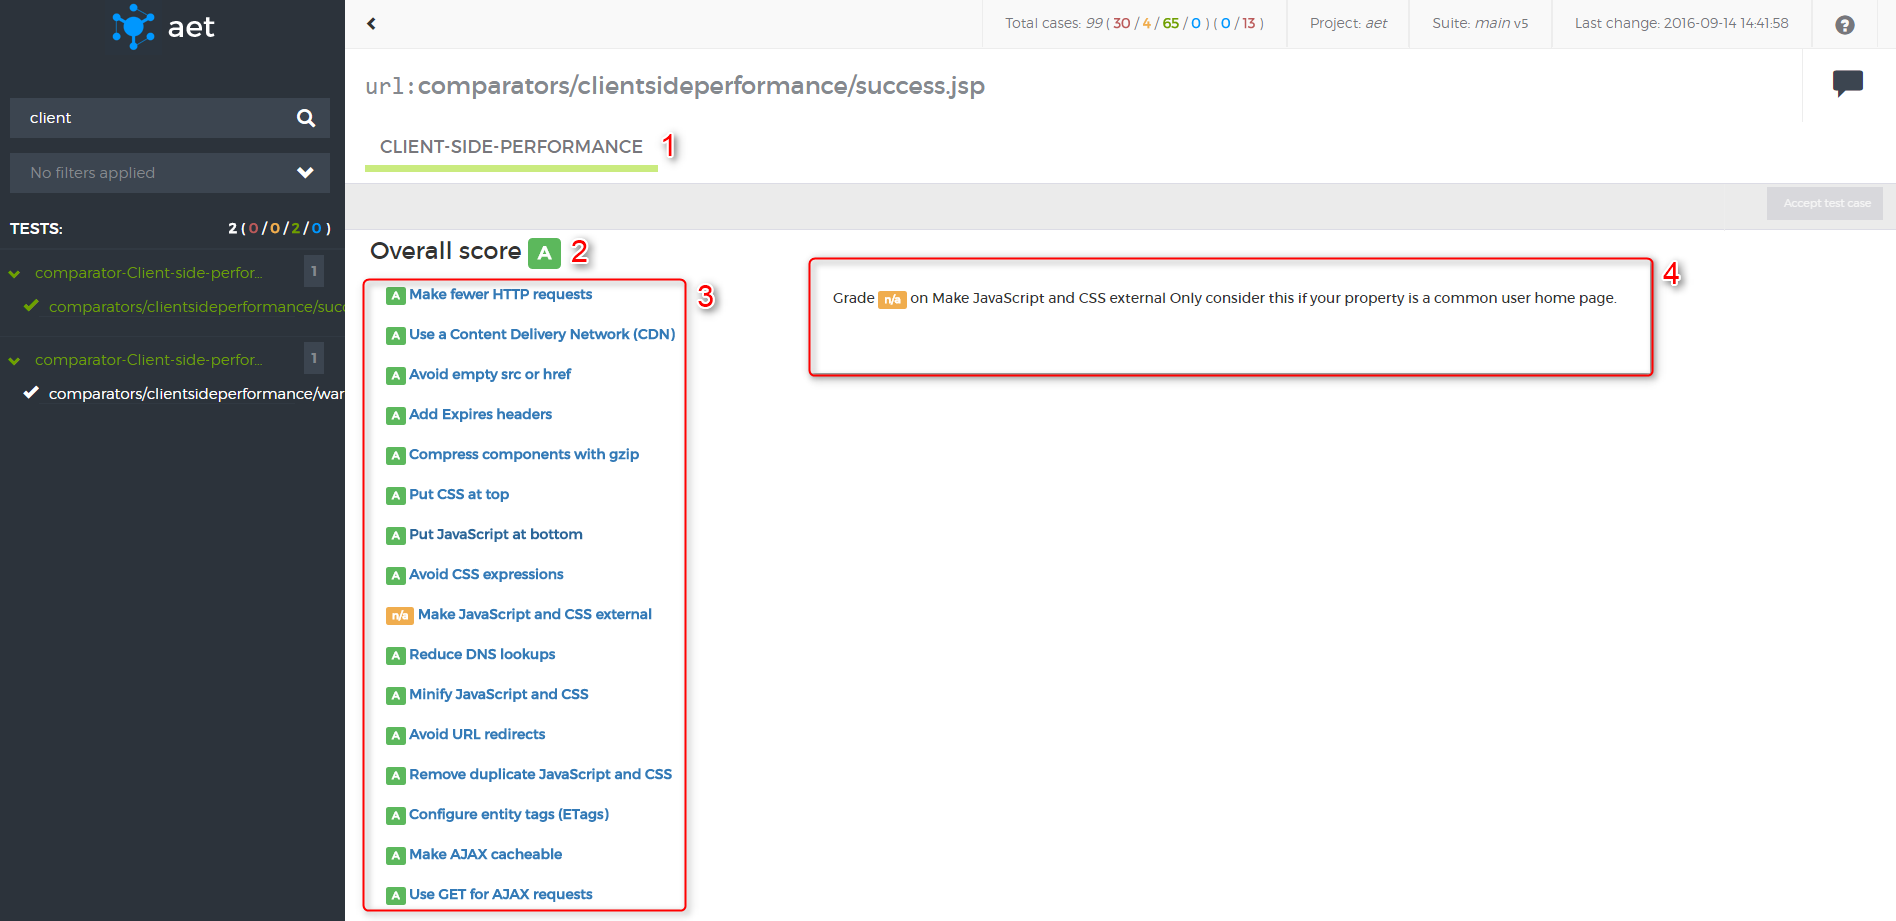 aet
Total cases: 99 ( 30 / 4 / 65 / 0 ) ( 0 / 13 )
Project: aet
Suite: main v5
Last change: 2016-09-14 14:41:58
?
client
No filters applied
TESTS:
2 ( 0 / 0 / 2 / 0 )
comparator-Client-side-perfor...
1
comparators/clientsideperformance/succ
comparator-Client-side-perfor...
1
comparators/clientsideperformance/war
url:comparators/clientsideperformance/success.jsp
CLIENT-SIDE-PERFORMANCE
1
Accept test case
Overall score A
2
A Make fewer HTTP requests
A Use a Content Delivery Network (CDN)
A Avoid empty src or href
A Add Expires headers
A Compress components with gzip
A Put CSS at top
A Put JavaScript at bottom
A Avoid CSS expressions
n/a Make JavaScript and CSS external
A Reduce DNS lookups
A Minify JavaScript and CSS
A Avoid URL redirects
A Remove duplicate JavaScript and CSS
A Configure entity tags (ETags)
A Make AJAX cacheable
A Use GET for AJAX requests
3
Grade n/a on Make JavaScript and CSS external Only consider this if your property is a common user home page.
4